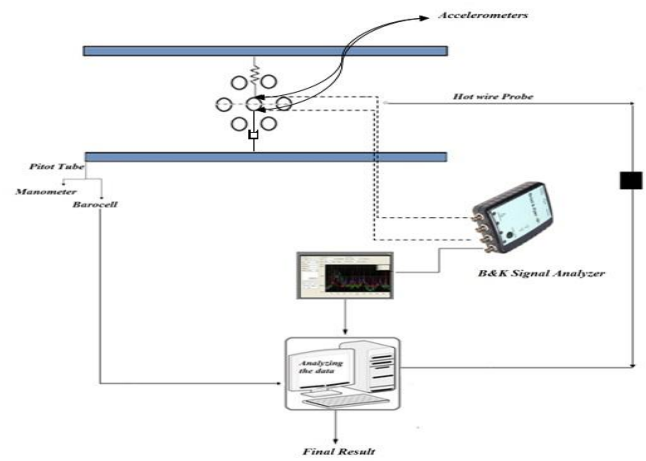 Accelerometers
Hot wire Probe
Pitot Tube
Manometer
Barocell
B&K Signal Analyzer
Analyzing
the data
Final Result